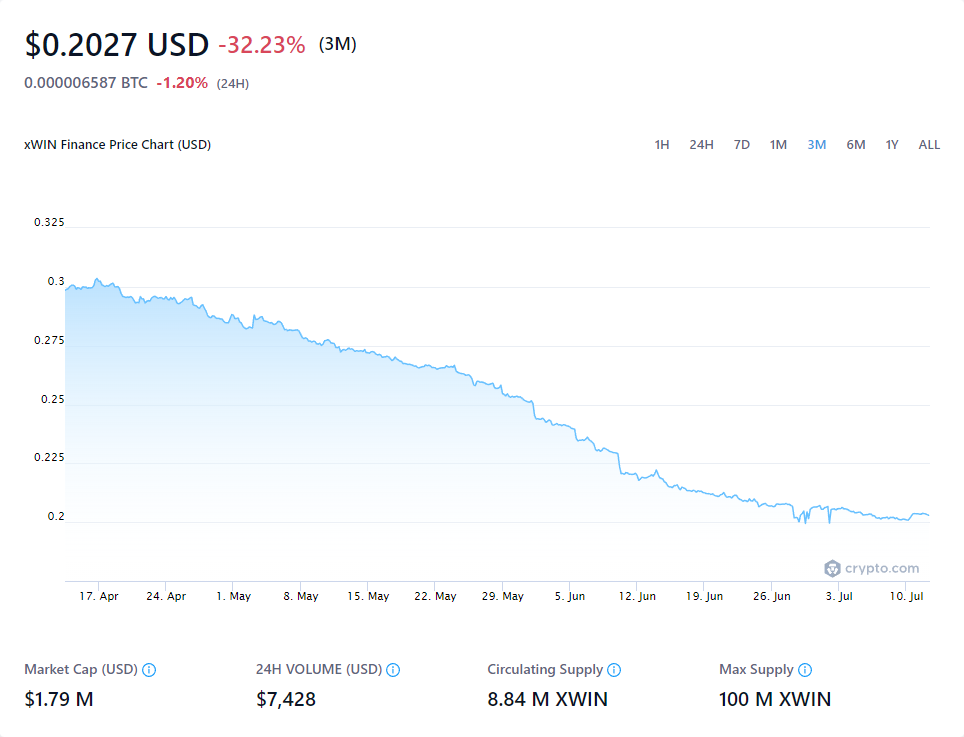 $0.2027 USD -32.23% (3M)
0.000006587 BTC -1.20% (24H)
xWIN Finance Price Chart (USD)
1H 24H 7D 1M 3M 6M 1Y ALL
0.325
0.3
0.275
0.25
0.225
0.2
crypto.com
17. Apr 24. Apr 1. May 8. May 15. May 22. May 29. May 5. Jun 12. Jun 19. Jun 26. Jun 3. Jul 10. Jul
Market Cap (USD) 24H VOLUME (USD) Circulating Supply Max Supply
$1.79 M $7,428 8.84 M XWIN 100 M XWIN